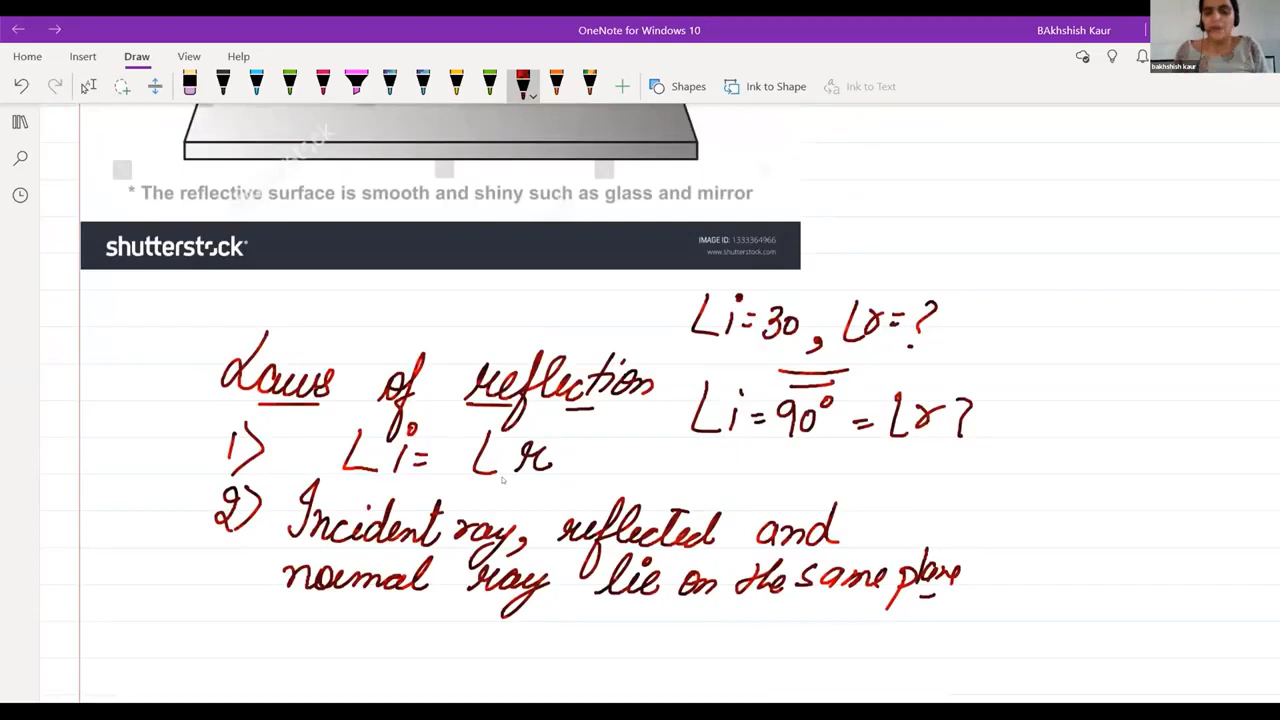 OneNote for Windows 10
BAkhshish Kaur
Home Insert Draw View Help
bakhshish kaur
Shapes Ink to Shape Ink to Text
* The reflective surface is smooth and shiny such as glass and mirror
shutterstock
IMAGE ID: 1333364966
www.shutterstock.com
∠i=30, ∠r=?
Laws of reflection
∠i = 90° = ∠r?
1) ∠i = ∠r
2) Incident ray, reflected and
normal ray lie on the same plane